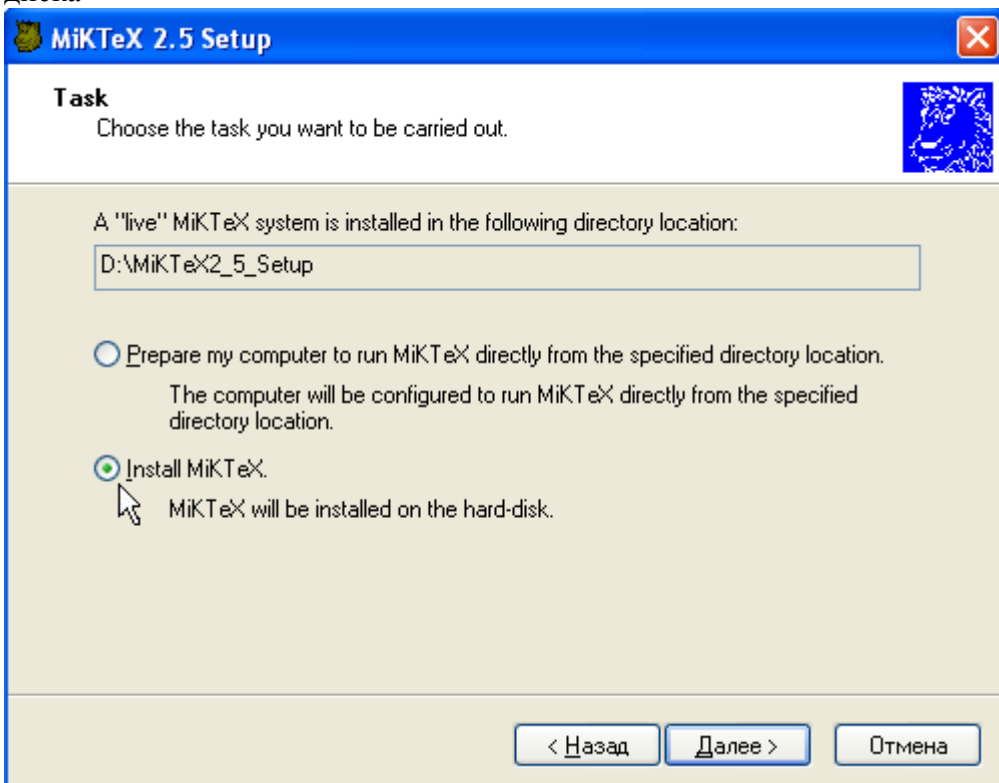 диска
MiKTeX 2.5 Setup
Task
Choose the task you want to be carried out.
A "live" MiKTeX system is installed in the following directory location:
D:\MiKTeX2_5_Setup
Prepare my computer to run MiKTeX directly from the specified directory location.
The computer will be configured to run MiKTeX directly from the specified
directory location.
Install MiKTeX.
MiKTeX will be installed on the hard-disk.
< Назад Далее > Отмена